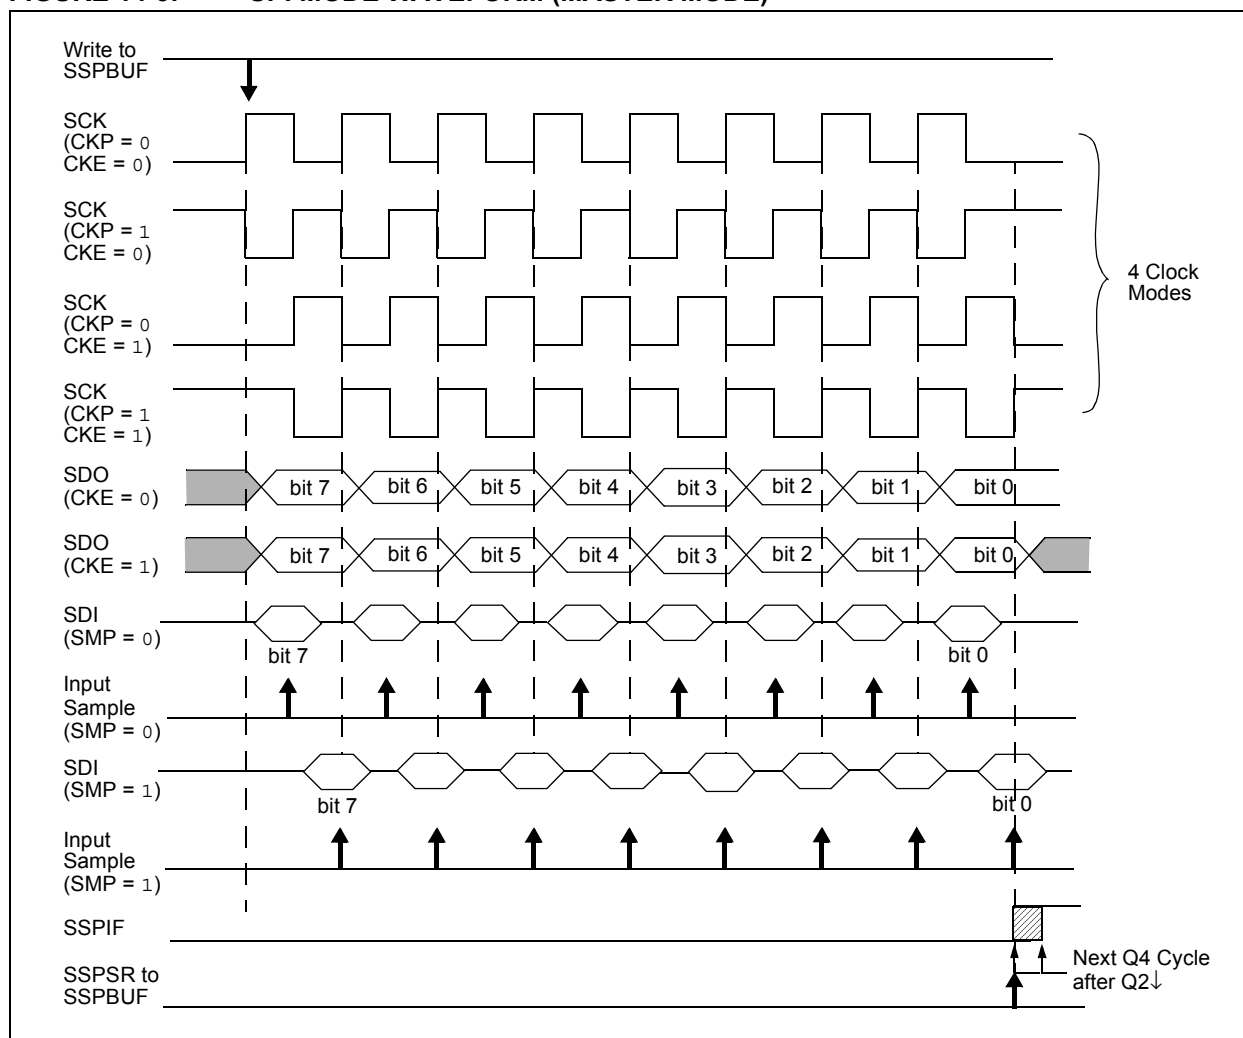 Write to
SSPBUF
SCK
(CKP = 0
CKE = 0)
SCK
(CKP = 1
CKE = 0)
SCK
(CKP = 0
CKE = 1)
SCK
(CKP = 1
CKE = 1)
4 Clock
Modes
SDO
(CKE = 0)
bit 7 bit 6 bit 5 bit 4 bit 3 bit 2 bit 1 bit 0
SDO
(CKE = 1)
bit 7 bit 6 bit 5 bit 4 bit 3 bit 2 bit 1 bit 0
SDI
(SMP = 0)
bit 7 bit 0
Input
Sample
(SMP = 0)
SDI
(SMP = 1)
bit 7 bit 0
Input
Sample
(SMP = 1)
SSPIF
SSPSR to
SSPBUF
Next Q4 Cycle
after Q2↓